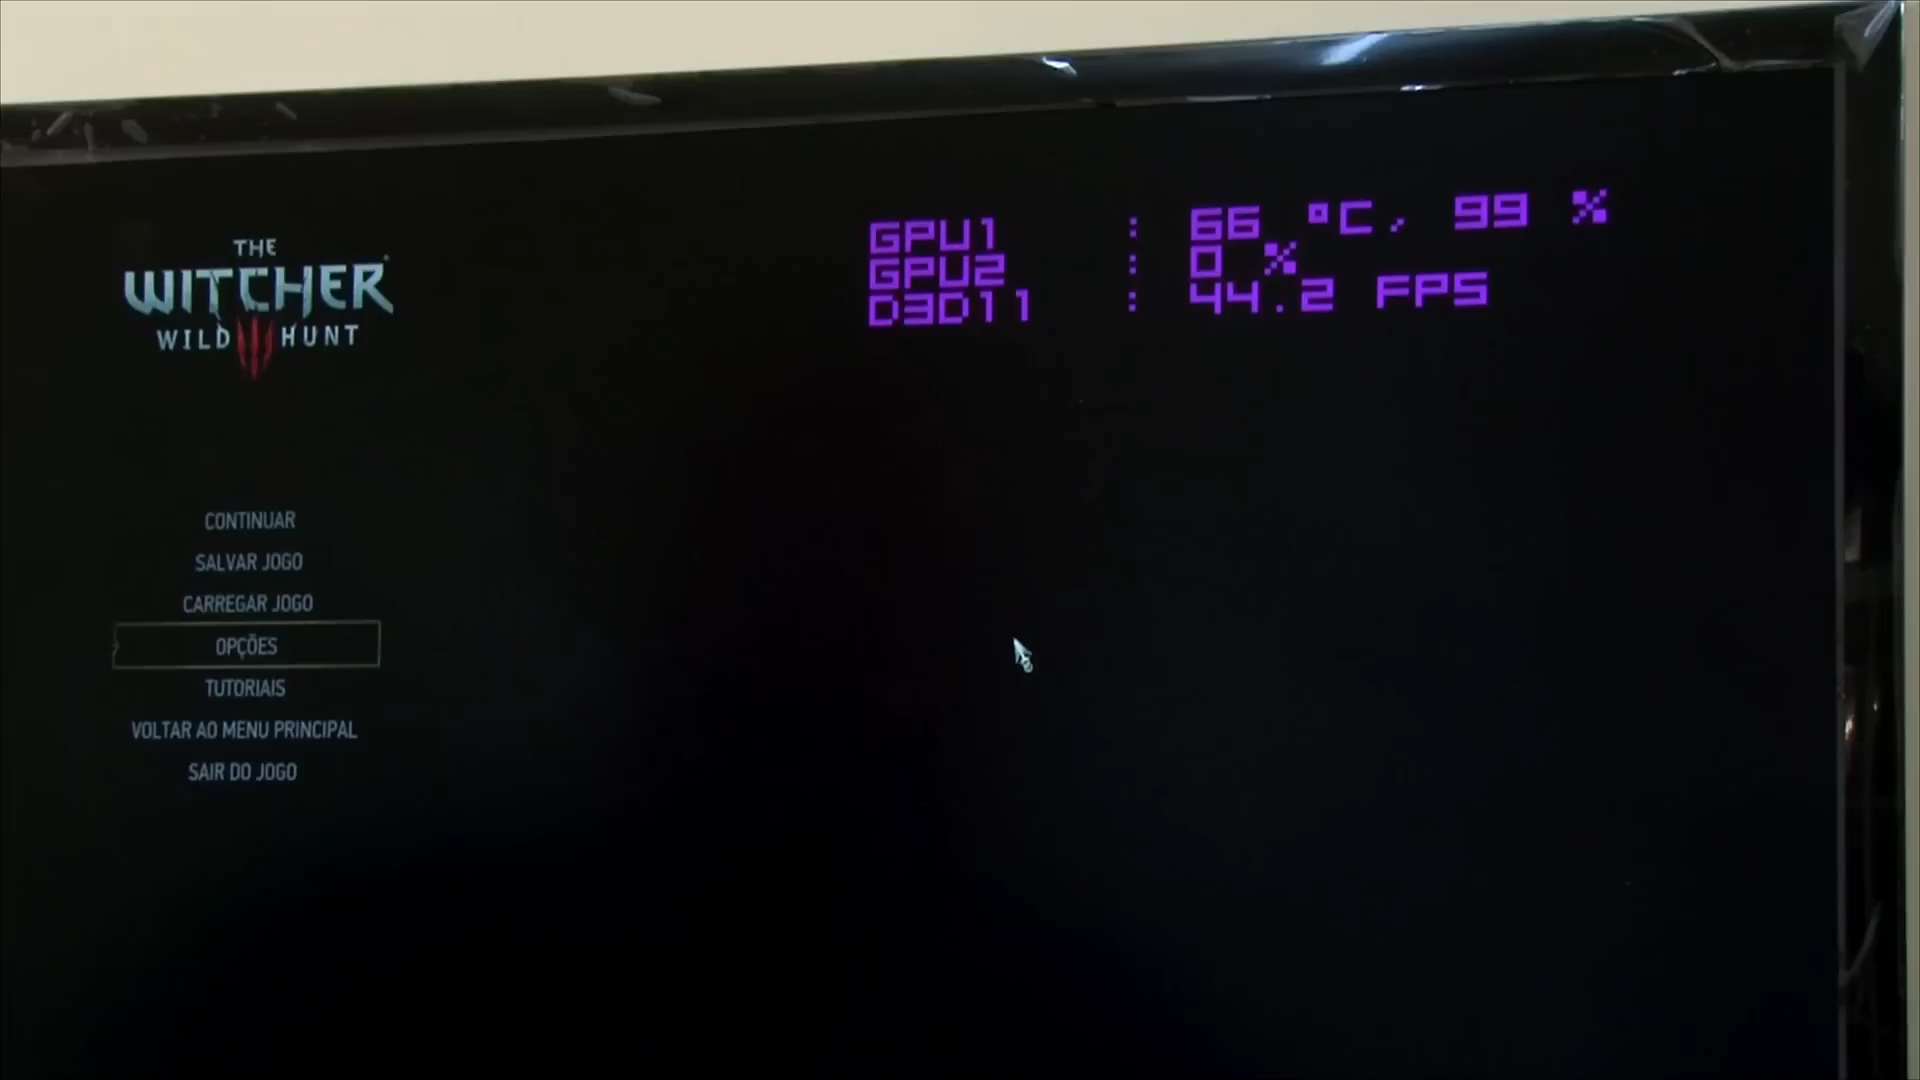 THE
WITCHER
WILD HUNT
GPU1 : 66 °C, 99 %
GPU2 : 0 %
D3D11 : 44.2 FPS
CONTINUAR
SALVAR JOGO
CARREGAR JOGO
OPÇÕES
TUTORIAIS
VOLTAR AO MENU PRINCIPAL
SAIR DO JOGO